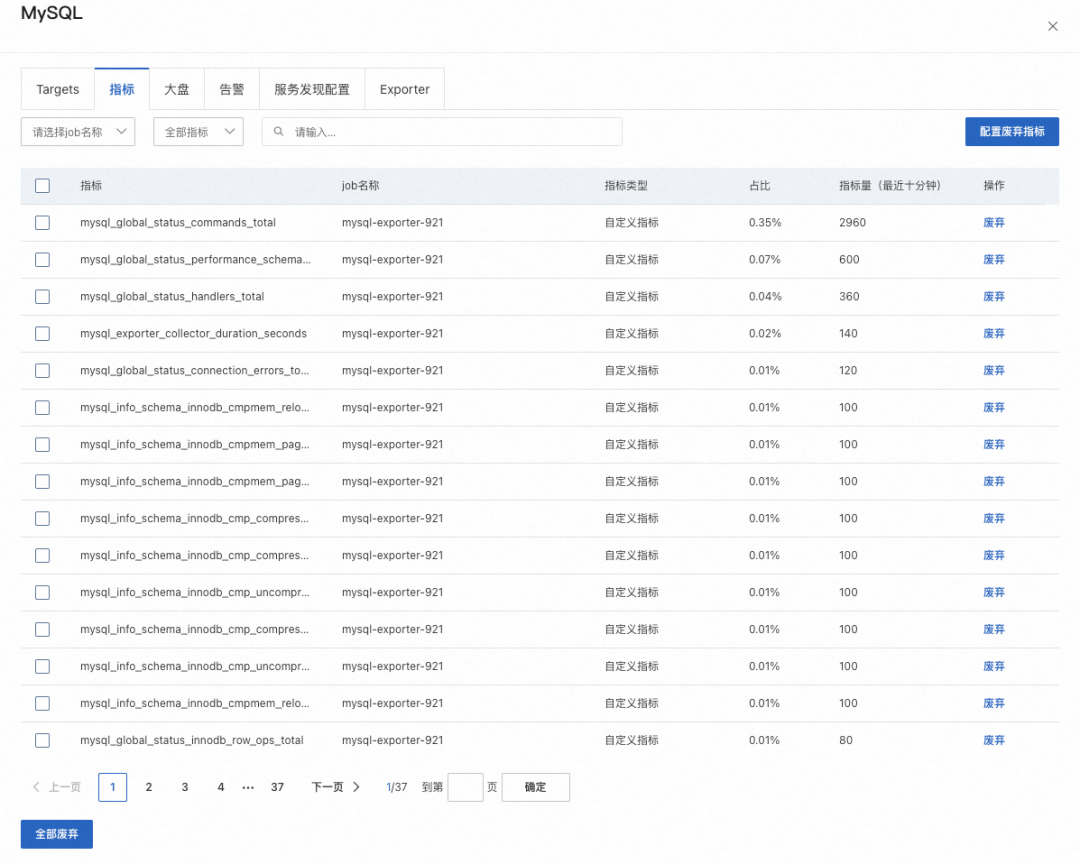 MySQL
Targets 指标 大盘 告警 服务发现配置 Exporter
请选择job名称 全部指标 请输入... 配置废弃指标
指标 job名称 指标类型 占比 指标量（最近十分钟） 操作
mysql_global_status_commands_total mysql-exporter-921 自定义指标 0.35% 2960 废弃
mysql_global_status_performance_schema... mysql-exporter-921 自定义指标 0.07% 600 废弃
mysql_global_status_handlers_total mysql-exporter-921 自定义指标 0.04% 360 废弃
mysql_exporter_collector_duration_seconds mysql-exporter-921 自定义指标 0.02% 140 废弃
mysql_global_status_connection_errors_to... mysql-exporter-921 自定义指标 0.01% 120 废弃
mysql_info_schema_innodb_cmpmem_relo... mysql-exporter-921 自定义指标 0.01% 100 废弃
mysql_info_schema_innodb_cmpmem_pag... mysql-exporter-921 自定义指标 0.01% 100 废弃
mysql_info_schema_innodb_cmpmem_pag... mysql-exporter-921 自定义指标 0.01% 100 废弃
mysql_info_schema_innodb_cmp_compres... mysql-exporter-921 自定义指标 0.01% 100 废弃
mysql_info_schema_innodb_cmp_compres... mysql-exporter-921 自定义指标 0.01% 100 废弃
mysql_info_schema_innodb_cmp_uncompr... mysql-exporter-921 自定义指标 0.01% 100 废弃
mysql_info_schema_innodb_cmp_compres... mysql-exporter-921 自定义指标 0.01% 100 废弃
mysql_info_schema_innodb_cmp_uncompr... mysql-exporter-921 自定义指标 0.01% 100 废弃
mysql_info_schema_innodb_cmpmem_relo... mysql-exporter-921 自定义指标 0.01% 100 废弃
mysql_global_status_innodb_row_ops_total mysql-exporter-921 自定义指标 0.01% 80 废弃
上一页 1 2 3 4 ... 37 下一页 1/37 到第 页 确定
全部废弃